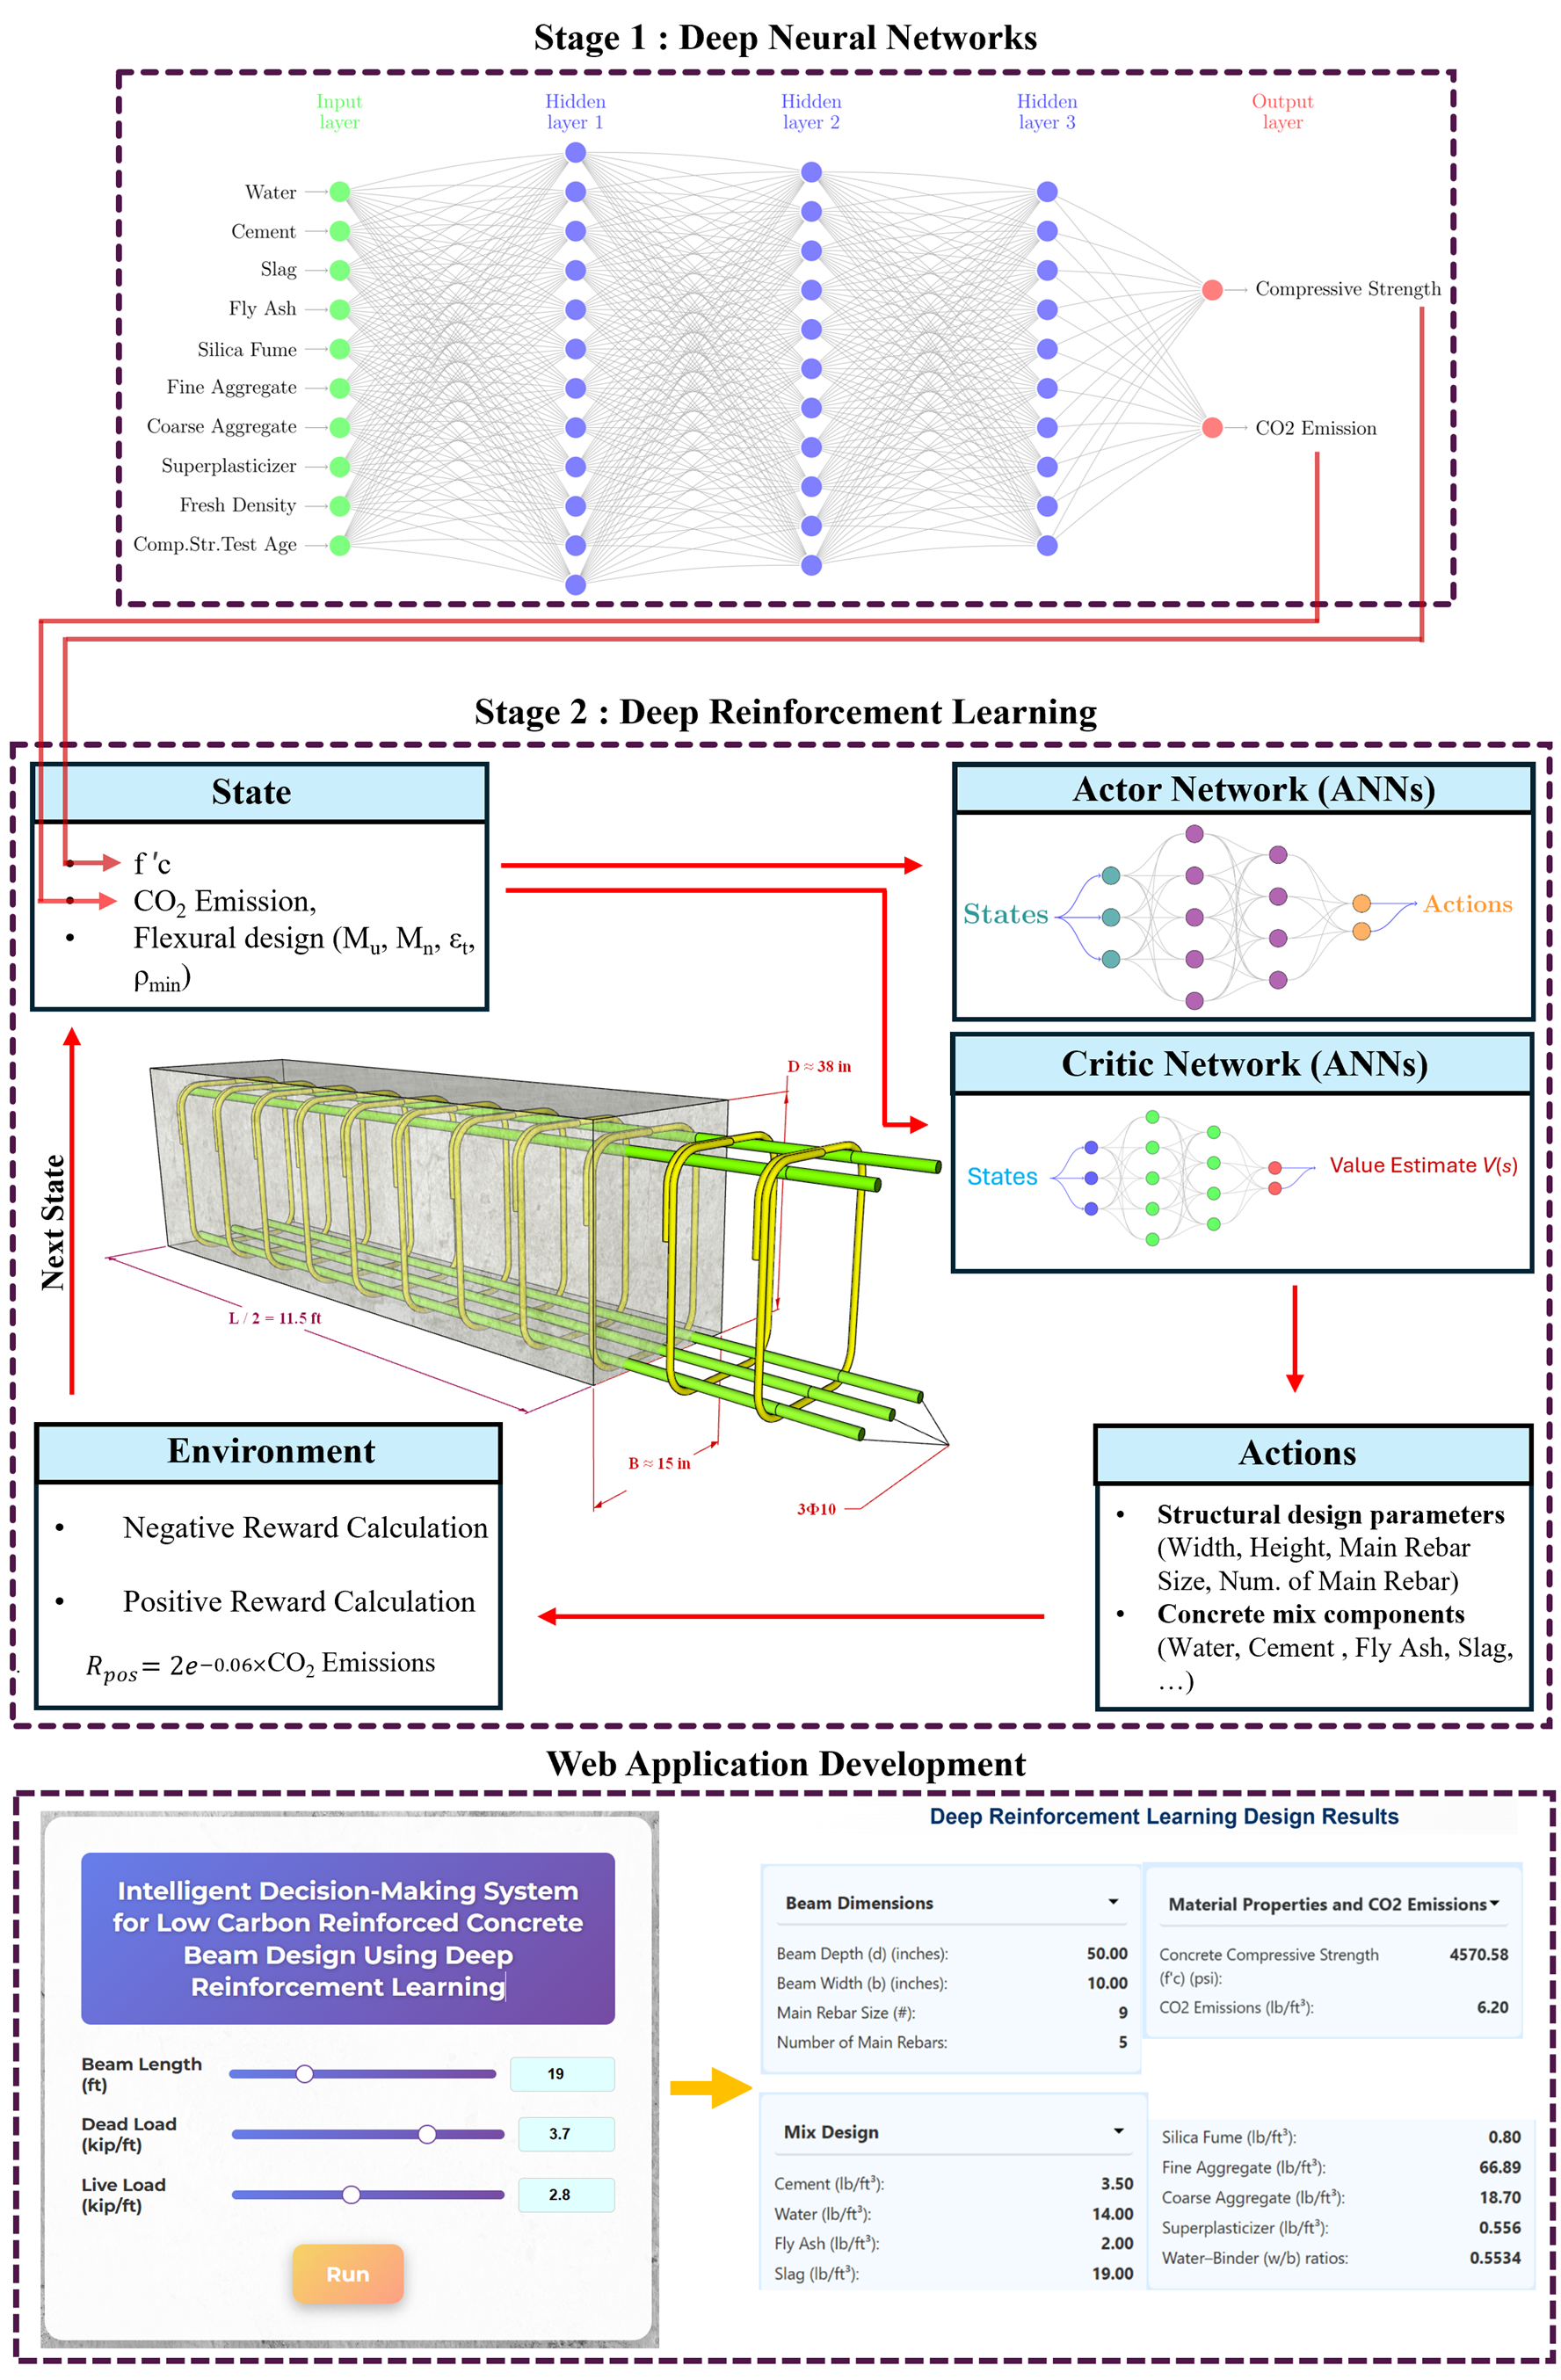 Stage 1 : Deep Neural Networks
Input
layer
Hidden
layer 1
Hidden
layer 2
Hidden
layer 3
Output
layer
Water
Cement
Slag
Fly Ash
Silica Fume
Fine Aggregate
Coarse Aggregate
Superplasticizer
Fresh Density
Comp.Str.Test Age
Compressive Strength
CO2 Emission
Stage 2 : Deep Reinforcement Learning
State
• f ′c
• CO₂ Emission,
• Flexural design (Mᵤ, Mₙ, εₜ,
ρmin)
Actor Network (ANNs)
States
Actions
Critic Network (ANNs)
States
Value Estimate V(s)
Next State
D ≈ 38 in
L / 2 = 11.5 ft
B ≈ 15 in
3Φ10
Environment
• Negative Reward Calculation
• Positive Reward Calculation
Rpos = 2e−0.06×CO₂ Emissions
Actions
• Structural design parameters
(Width, Height, Main Rebar
Size, Num. of Main Rebar)
• Concrete mix components
(Water, Cement , Fly Ash, Slag,
…)
Web Application Development
Intelligent Decision-Making System
for Low Carbon Reinforced Concrete
Beam Design Using Deep
Reinforcement Learning
Beam Length
(ft)
19
Dead Load
(kip/ft)
3.7
Live Load
(kip/ft)
2.8
Run
Deep Reinforcement Learning Design Results
Beam Dimensions
Beam Depth (d) (inches): 50.00
Beam Width (b) (inches): 10.00
Main Rebar Size (#): 9
Number of Main Rebars: 5
Material Properties and CO2 Emissions
Concrete Compressive Strength 4570.58
(f'c) (psi):
CO2 Emissions (lb/ft³): 6.20
Mix Design
Cement (lb/ft³): 3.50
Water (lb/ft³): 14.00
Fly Ash (lb/ft³): 2.00
Slag (lb/ft³): 19.00
Silica Fume (lb/ft³): 0.80
Fine Aggregate (lb/ft³): 66.89
Coarse Aggregate (lb/ft³): 18.70
Superplasticizer (lb/ft³): 0.556
Water–Binder (w/b) ratios: 0.5534